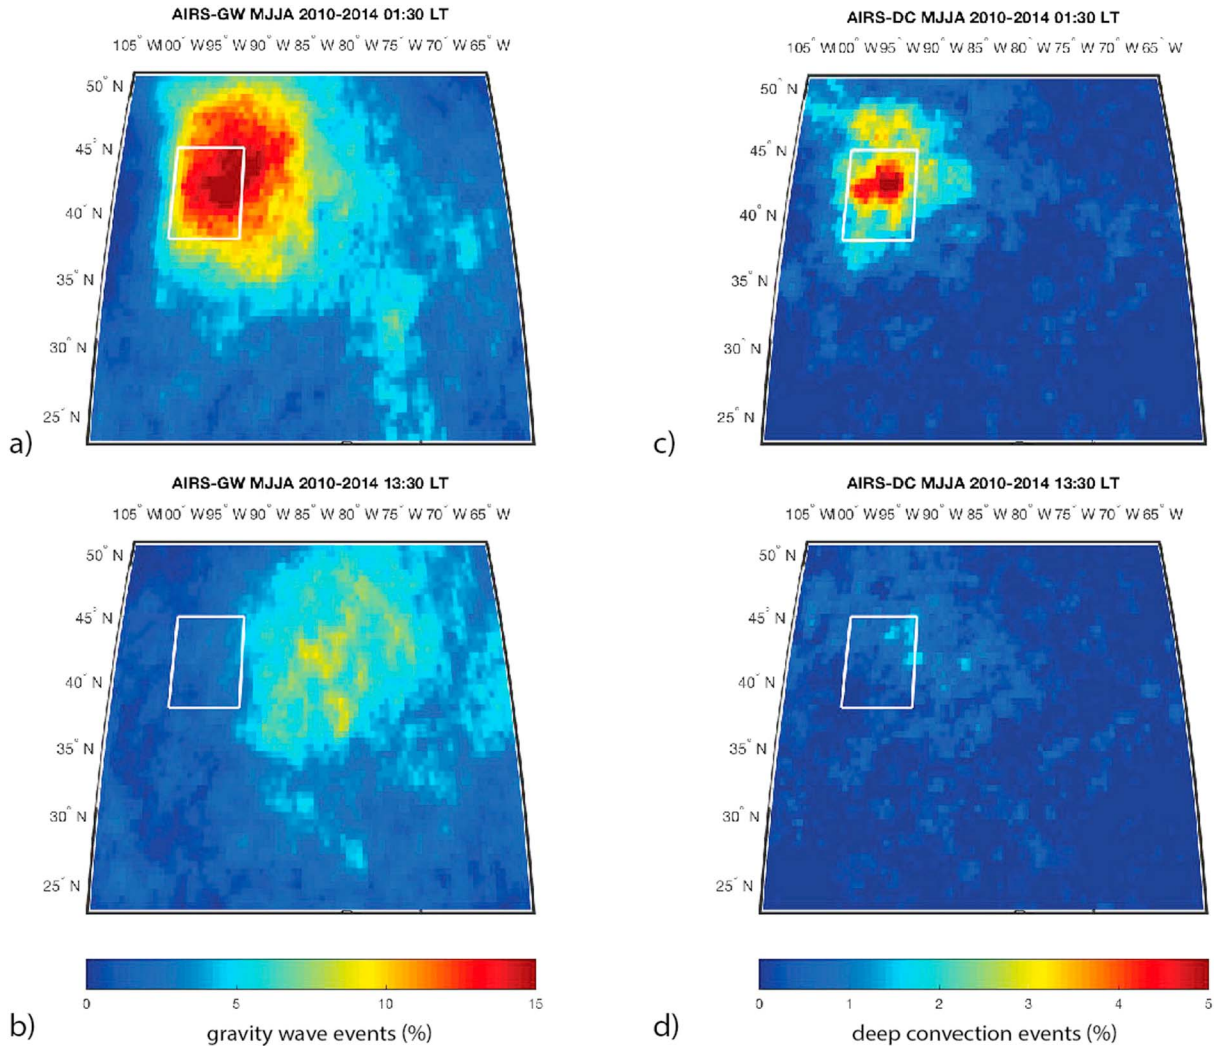 AIRS-GW MJJA 2010-2014 01:30 LT
105° W100° W95° W 90° W 85° W 80° W 75° W 70° W 65° W
50° N
45° N
40° N
35° N
30° N
25° N
a)
AIRS-DC MJJA 2010-2014 01:30 LT
105° W100° W95° W 90° W 85° W 80° W 75° W 70° W 65° W
50° N
45° N
40° N
35° N
30° N
25° N
c)
AIRS-GW MJJA 2010-2014 13:30 LT
105° W100° W95° W 90° W 85° W 80° W 75° W 70° W 65° W
50° N
45° N
40° N
35° N
30° N
25° N
0 5 10 15
b) gravity wave events (%)
AIRS-DC MJJA 2010-2014 13:30 LT
105° W100° W95° W 90° W 85° W 80° W 75° W 70° W 65° W
50° N
45° N
40° N
35° N
30° N
25° N
0 1 2 3 4 5
d) deep convection events (%)